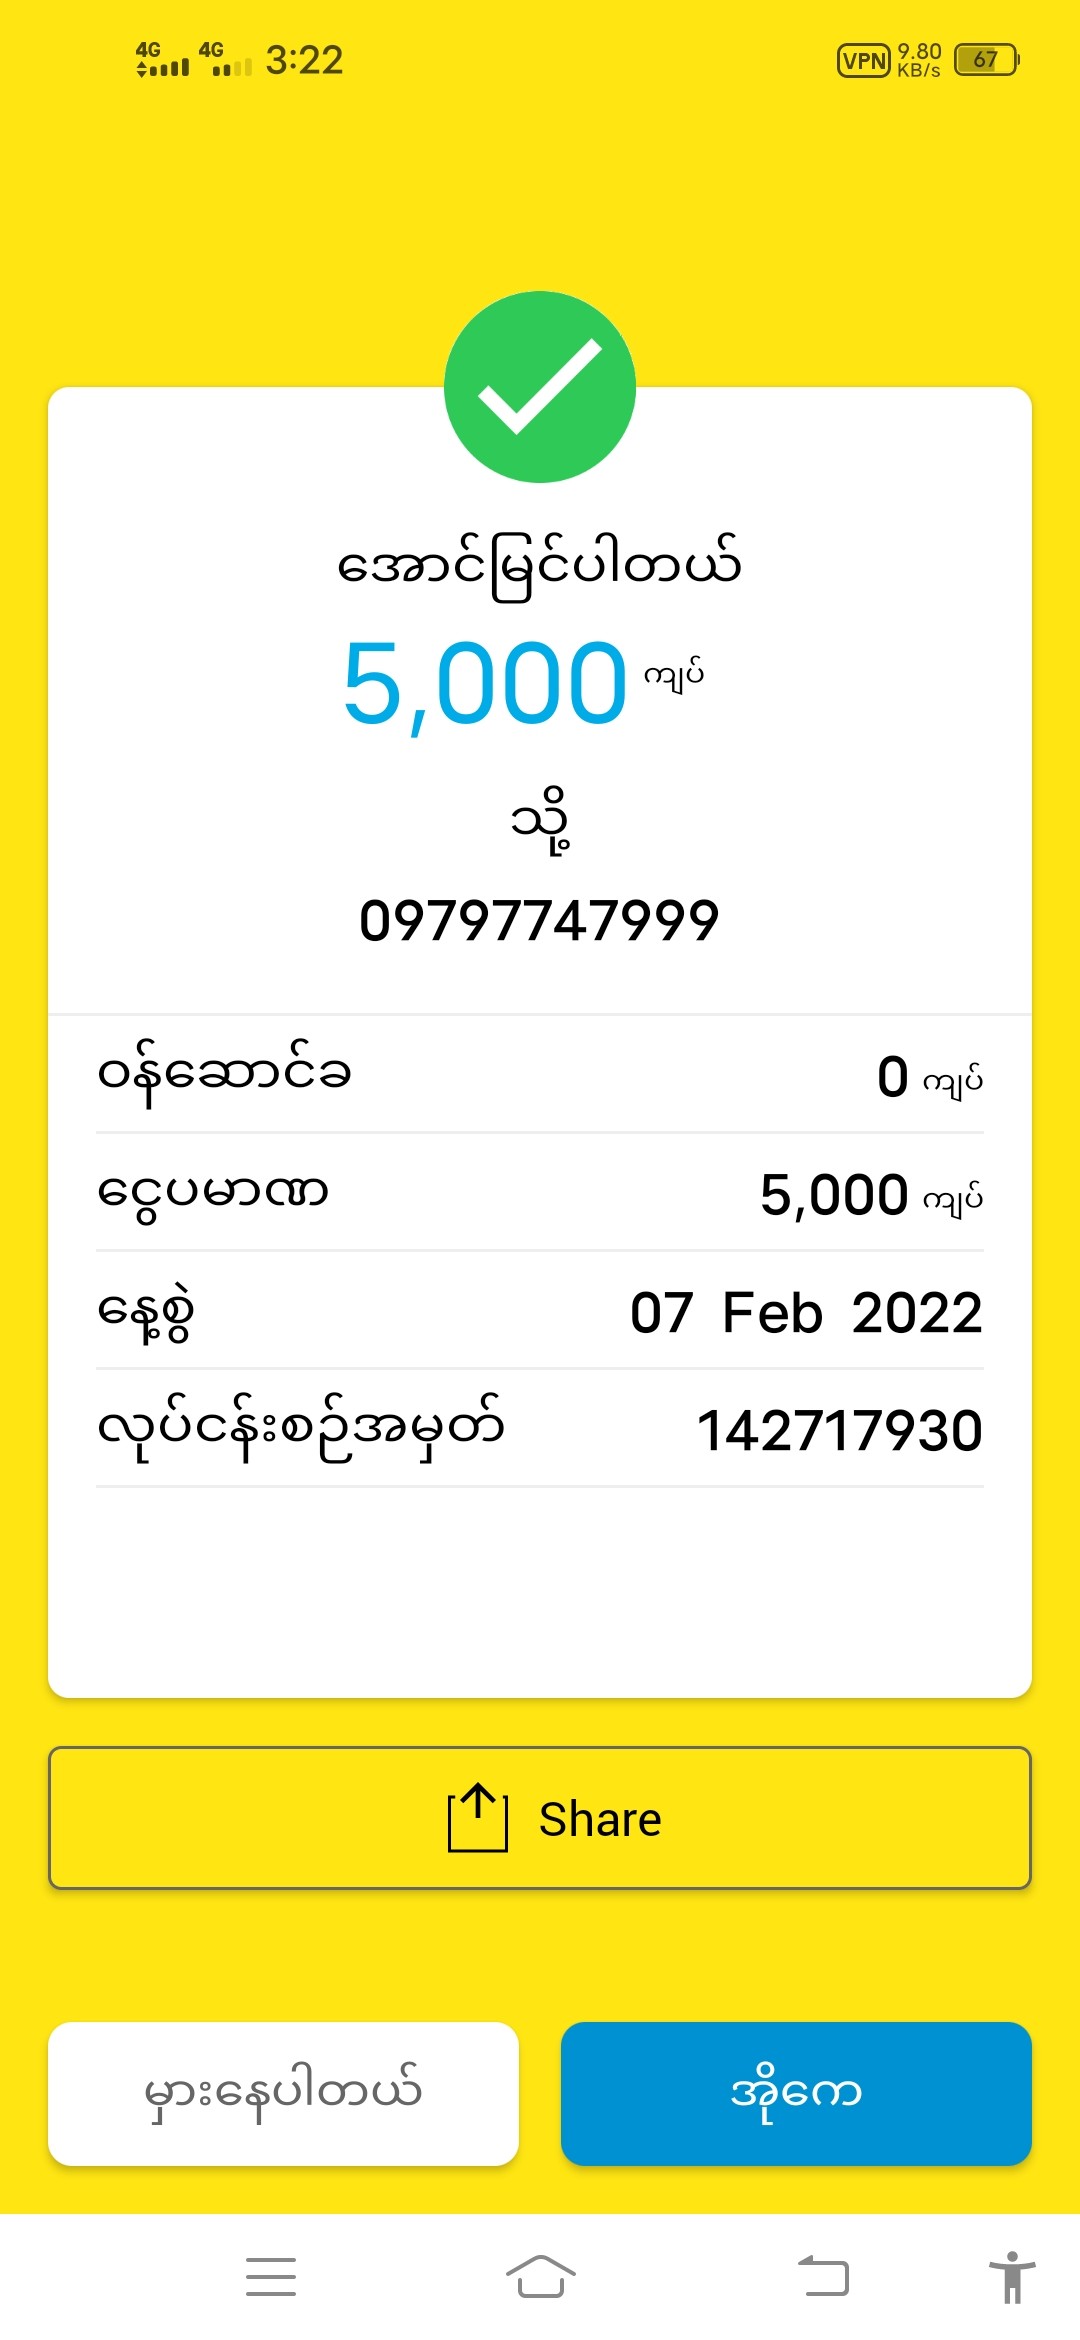 4G 4G 3:22 VPN 9.80 KB/s 67
အောင်မြင်ပါတယ်
5,000 ကျပ်
သို့
09797747999
ဝန်ဆောင်ခ 0 ကျပ်
ငွေပမာဏ 5,000 ကျပ်
နေ့စွဲ 07 Feb 2022
လုပ်ငန်းစဉ်အမှတ် 142717930
Share
မှားနေပါတယ် အိုကေ